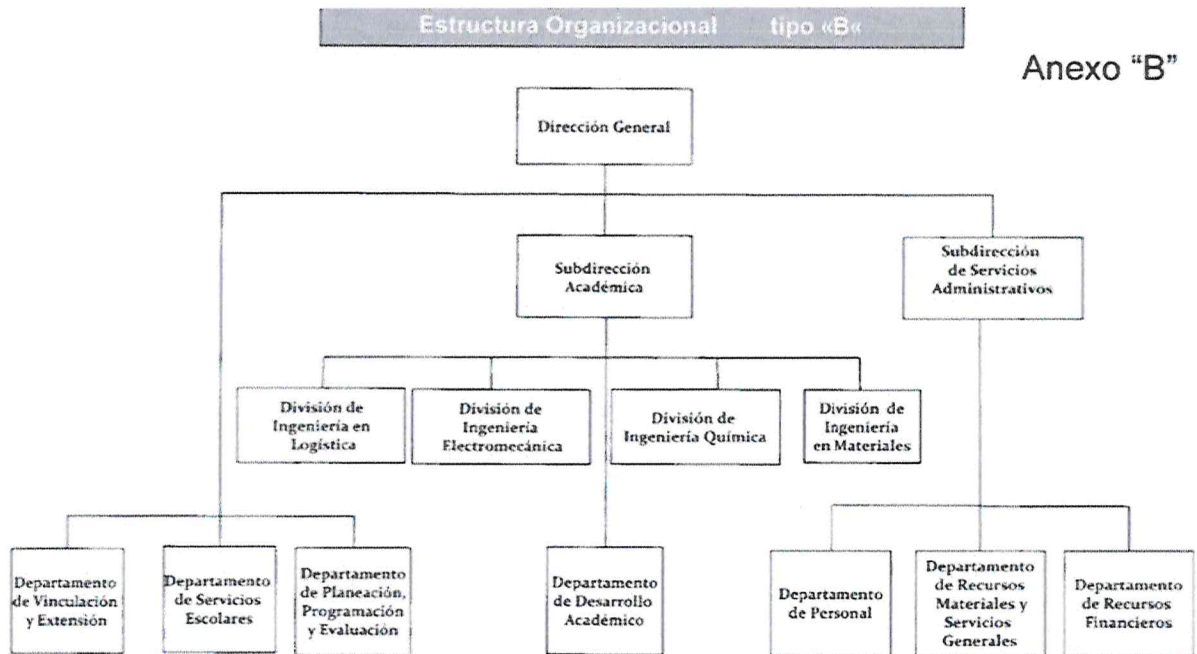 Estructura Organizacional tipo «B«
Anexo “B”
Dirección General
Subdirección
Académica
Subdirección
de Servicios
Administrativos
División de
Ingeniería en
Logística
División de
Ingeniería
Electromecánica
División de
Ingeniería Química
División de
Ingeniería
en Materiales
Departamento
de Vinculación
y Extensión
Departamento
de Servicios
Escolares
Departamento
de Planeación,
Programación
y Evaluación
Departamento
de Desarrollo
Académico
Departamento
de Personal
Departamento
de Recursos
Materiales y
Servicios
Generales
Departamento
de Recursos
Financieros